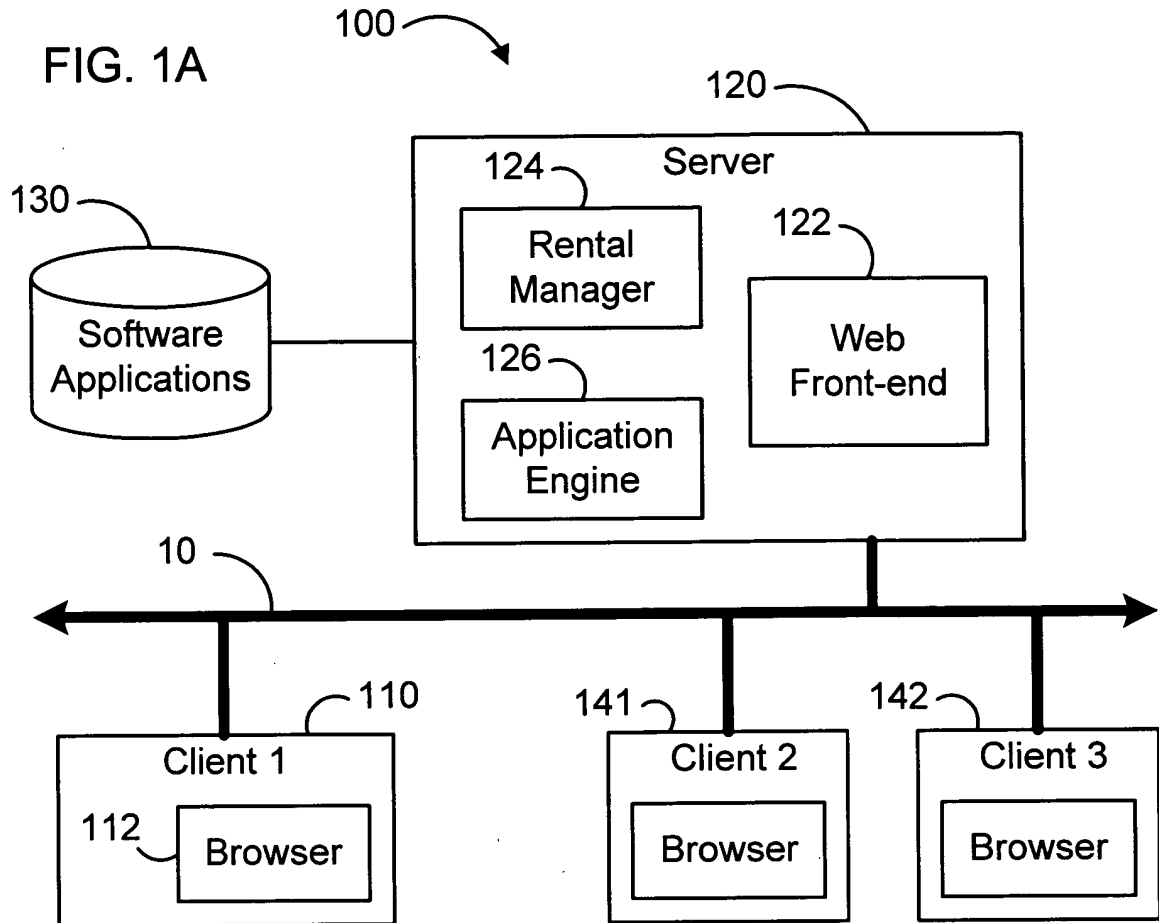 100
FIG. 1A
120
Server
124
130
122
Rental
Manager
Software
Applications
Web
Front-end
126
Application
Engine
10
110
141
142
Client 1
Client 2
Client 3
112
Browser
Browser
Browser